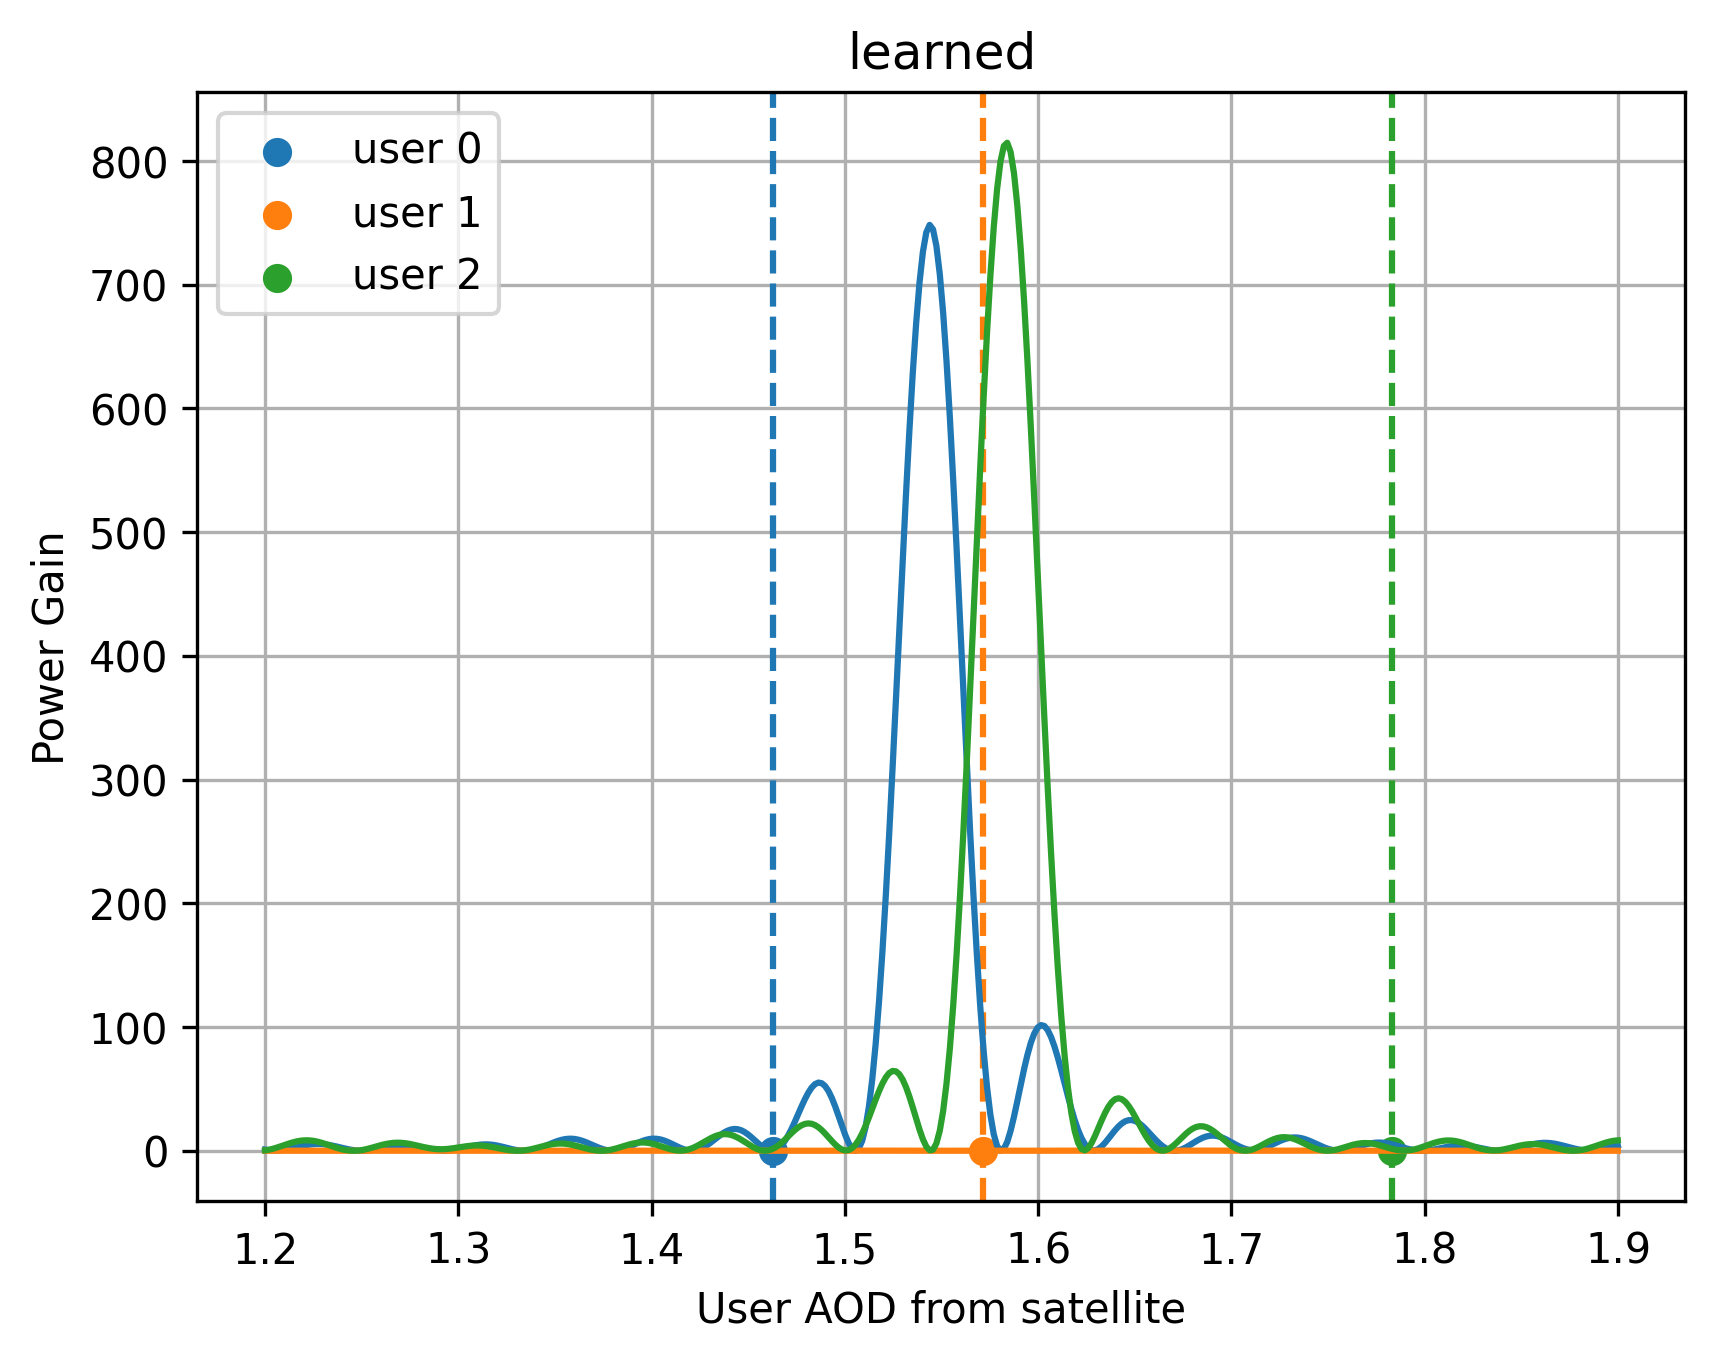 learned
user 0
user 1
user 2
800
700
600
500
400
300
200
100
0
Power Gain
1.2 1.3 1.4 1.5 1.6 1.7 1.8 1.9
User AOD from satellite